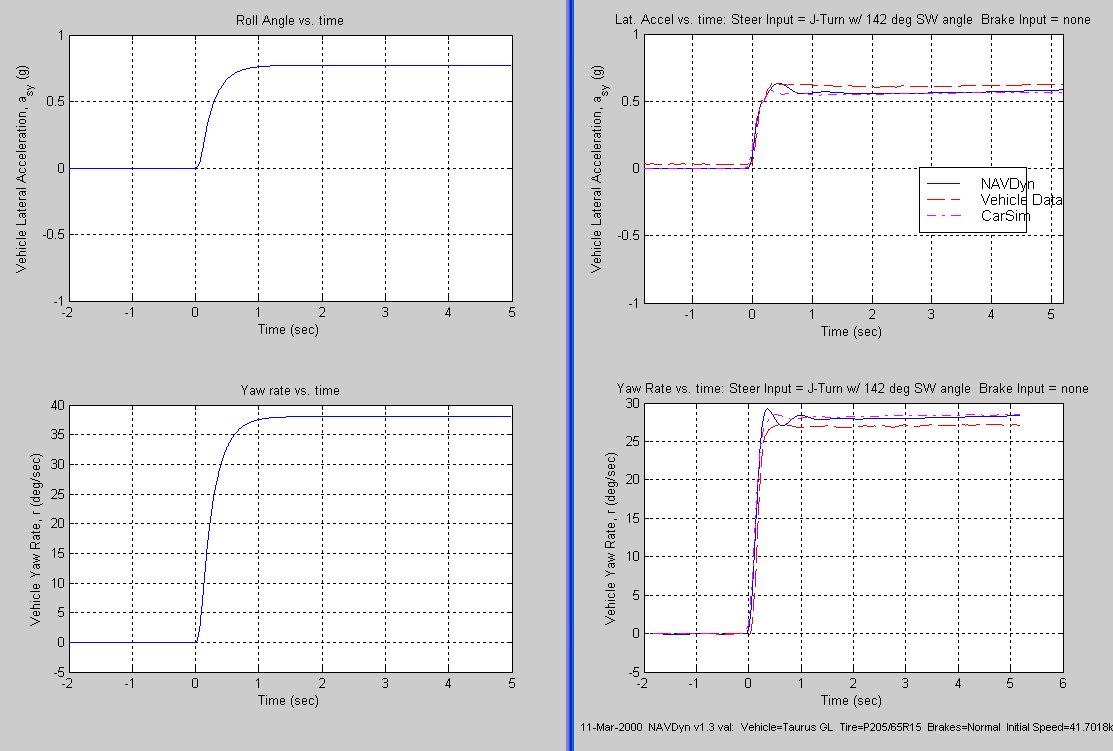 Roll Angle vs. time
Vehicle Lateral Acceleration, a_sy (g)
1
0.5
0
-0.5
-1
-2 -1 0 1 2 3 4 5
Time (sec)
Lat. Accel vs. time: Steer Input = J-Turn w/ 142 deg SW angle Brake Input = none
Vehicle Lateral Acceleration, a_sy (g)
1
0.5
0
-0.5
-1
NAVDyn
Vehicle Data
CarSim
-1 0 1 2 3 4 5
Time (sec)
Yaw rate vs. time
Vehicle Yaw Rate, r (deg/sec)
40
35
30
25
20
15
10
5
0
-5
-2 -1 0 1 2 3 4 5
Time (sec)
Yaw Rate vs. time: Steer Input = J-Turn w/ 142 deg SW angle Brake Input = none
Vehicle Yaw Rate, r (deg/sec)
30
25
20
15
10
5
0
-5
-2 -1 0 1 2 3 4 5 6
Time (sec)
11-Mar-2000 NAVDyn v1.3 val: Vehicle=Taurus GL Tire=P205/65R15 Brakes=Normal Initial Speed=41.7018k